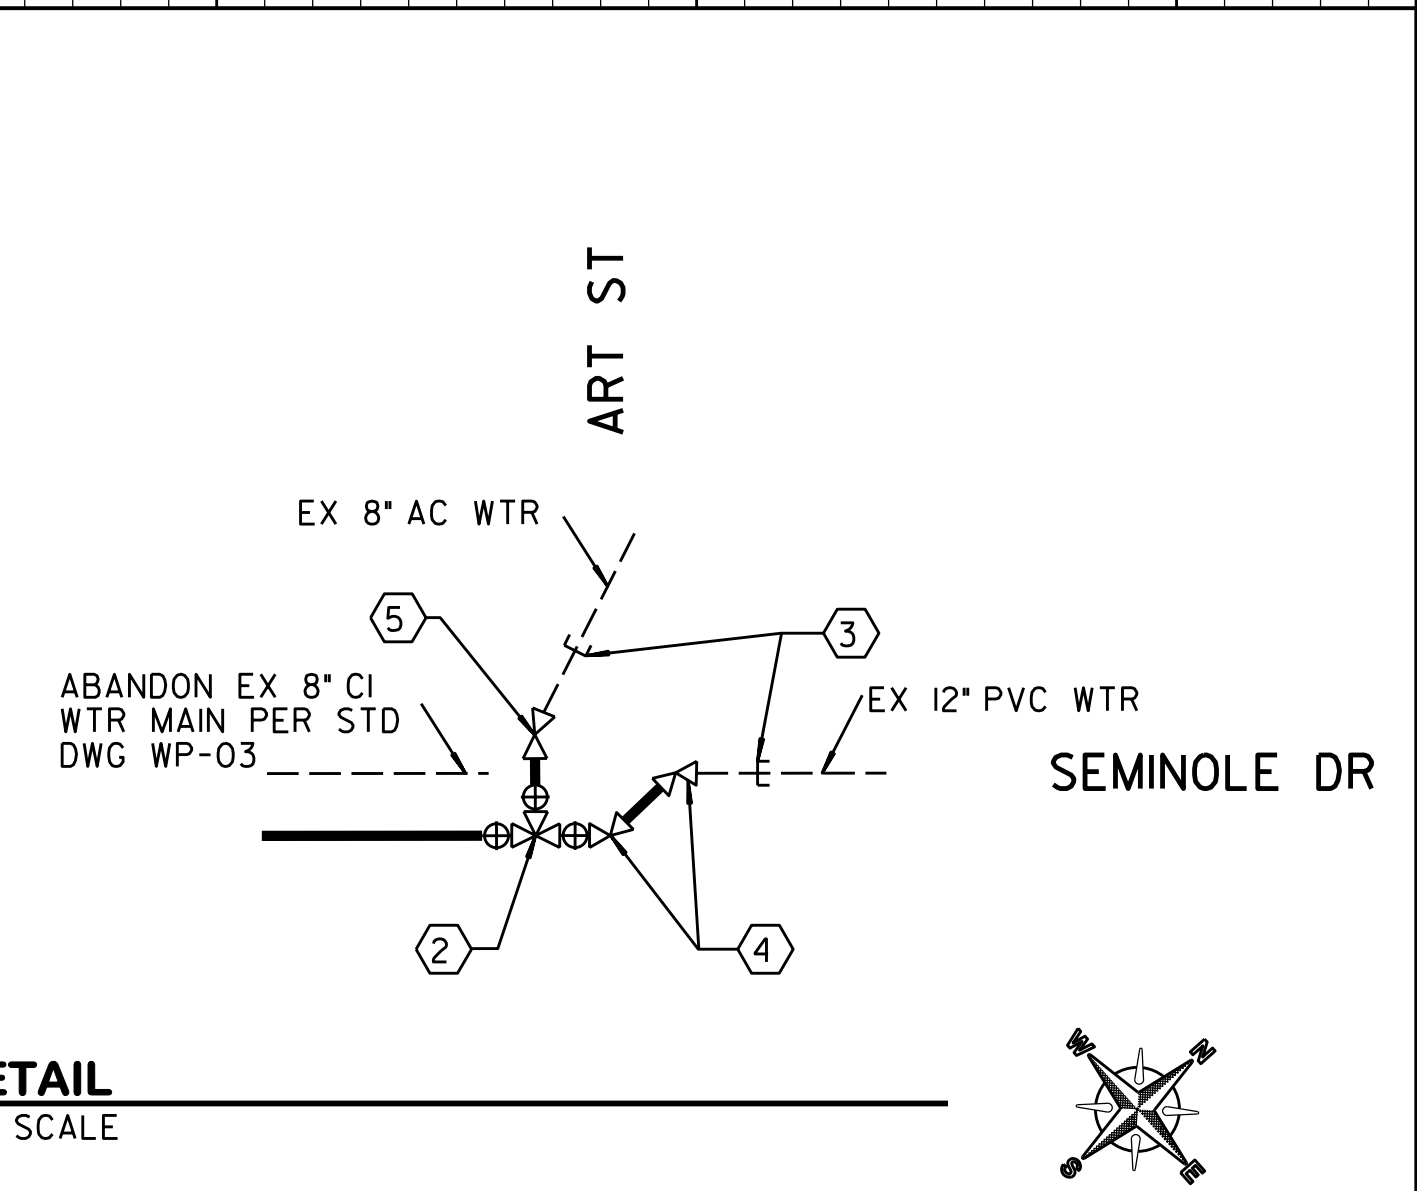 ART ST
EX 8" AC WTR
5
3
ABANDON EX 8" CI
WTR MAIN PER STD
DWG WP-03
EX 12" PVC WTR
SEMINOLE DR
2
4
ETAIL
SCALE
W
N
S
E